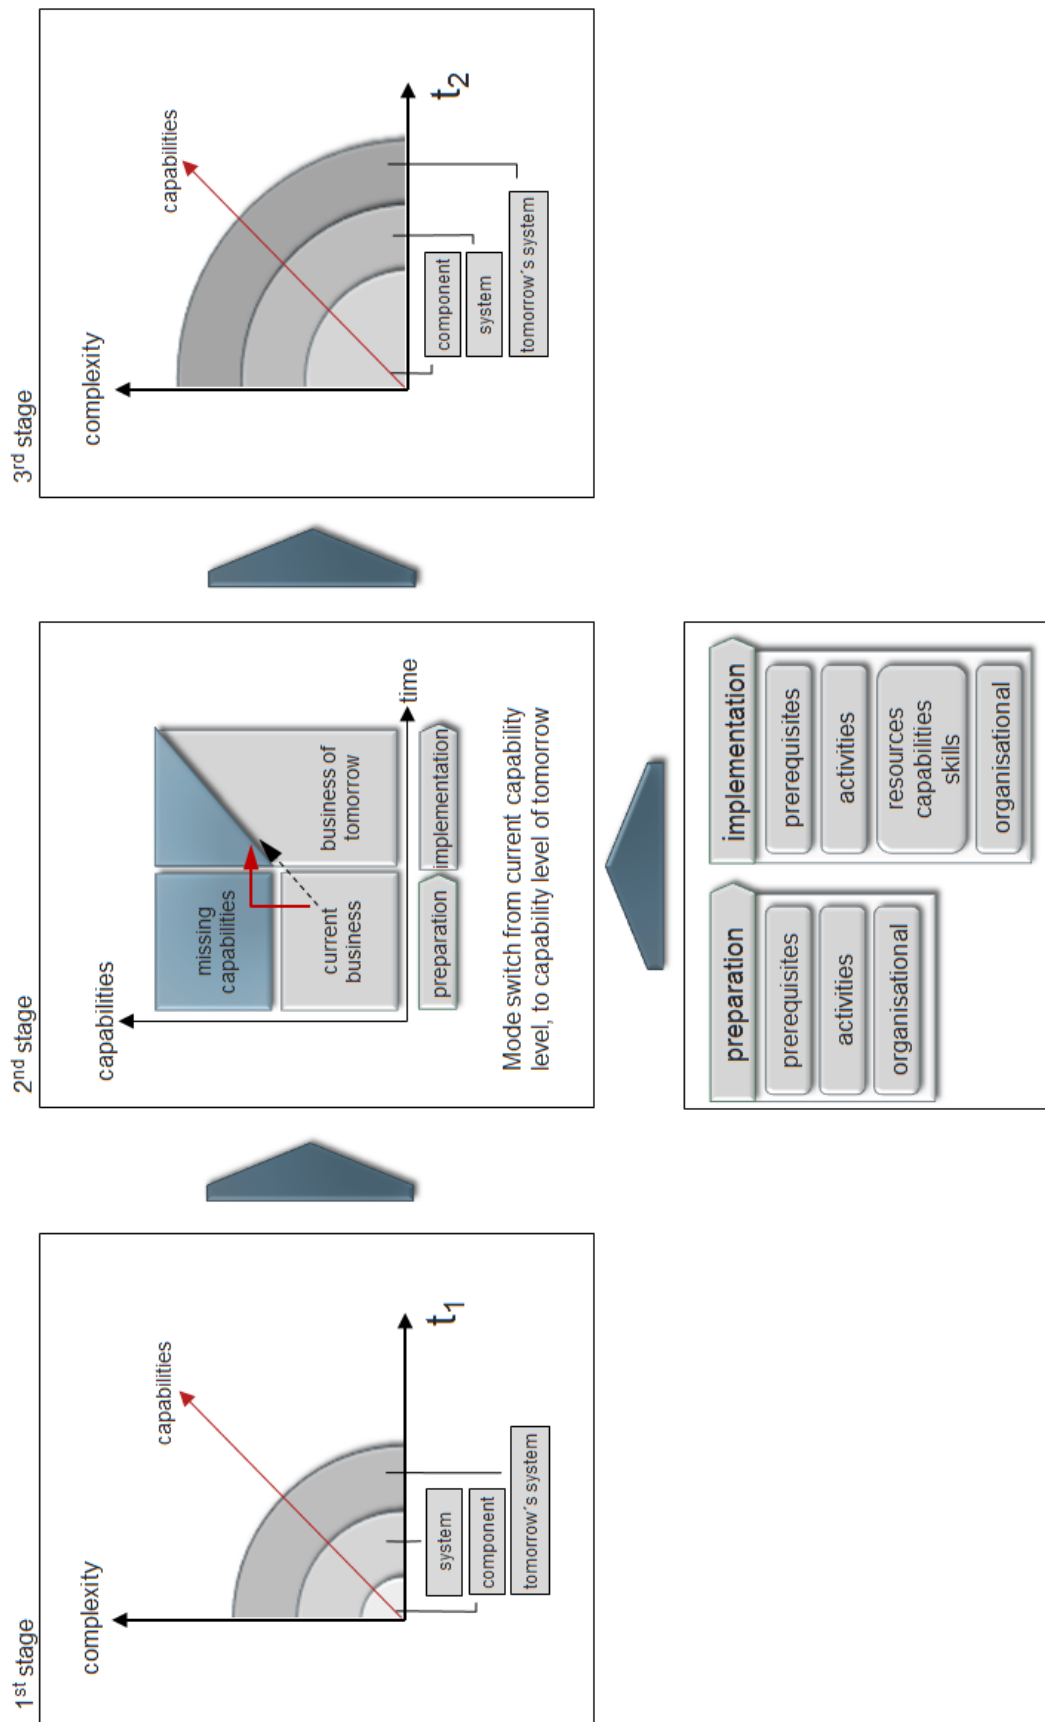 1st stage
complexity
capabilities
t1
system
component
tomorrow´s system
2nd stage
capabilities
missing
capabilities
current
business
business of
tomorrow
time
preparation
implementation
Mode switch from current capability
level, to capability level of tomorrow
3rd stage
complexity
capabilities
t2
component
system
tomorrow´s system
preparation
prerequisites
activities
organisational
implementation
prerequisites
activities
resources
capabilities
skills
organisational